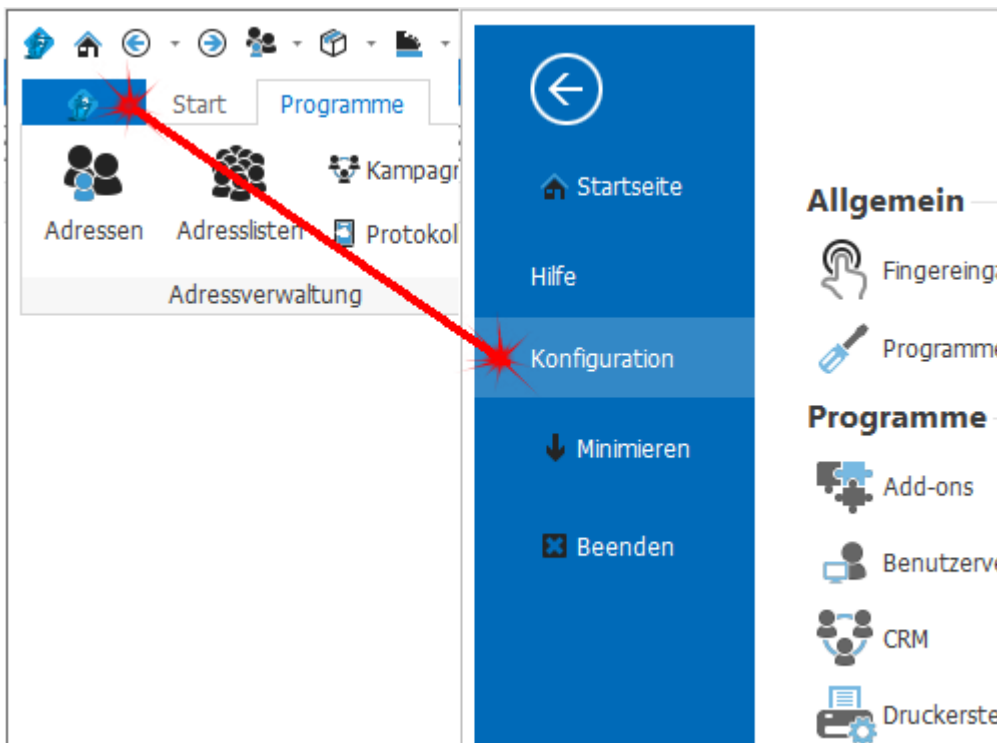 Start
Programme
Kampagr
Adressen
Adresslisten
Protokol
Adressverwaltung
Startseite
Hilfe
Konfiguration
Minimieren
Beenden
Allgemein
Fingereinga
Programme
Programme
Add-ons
Benutzerve
CRM
Druckerste